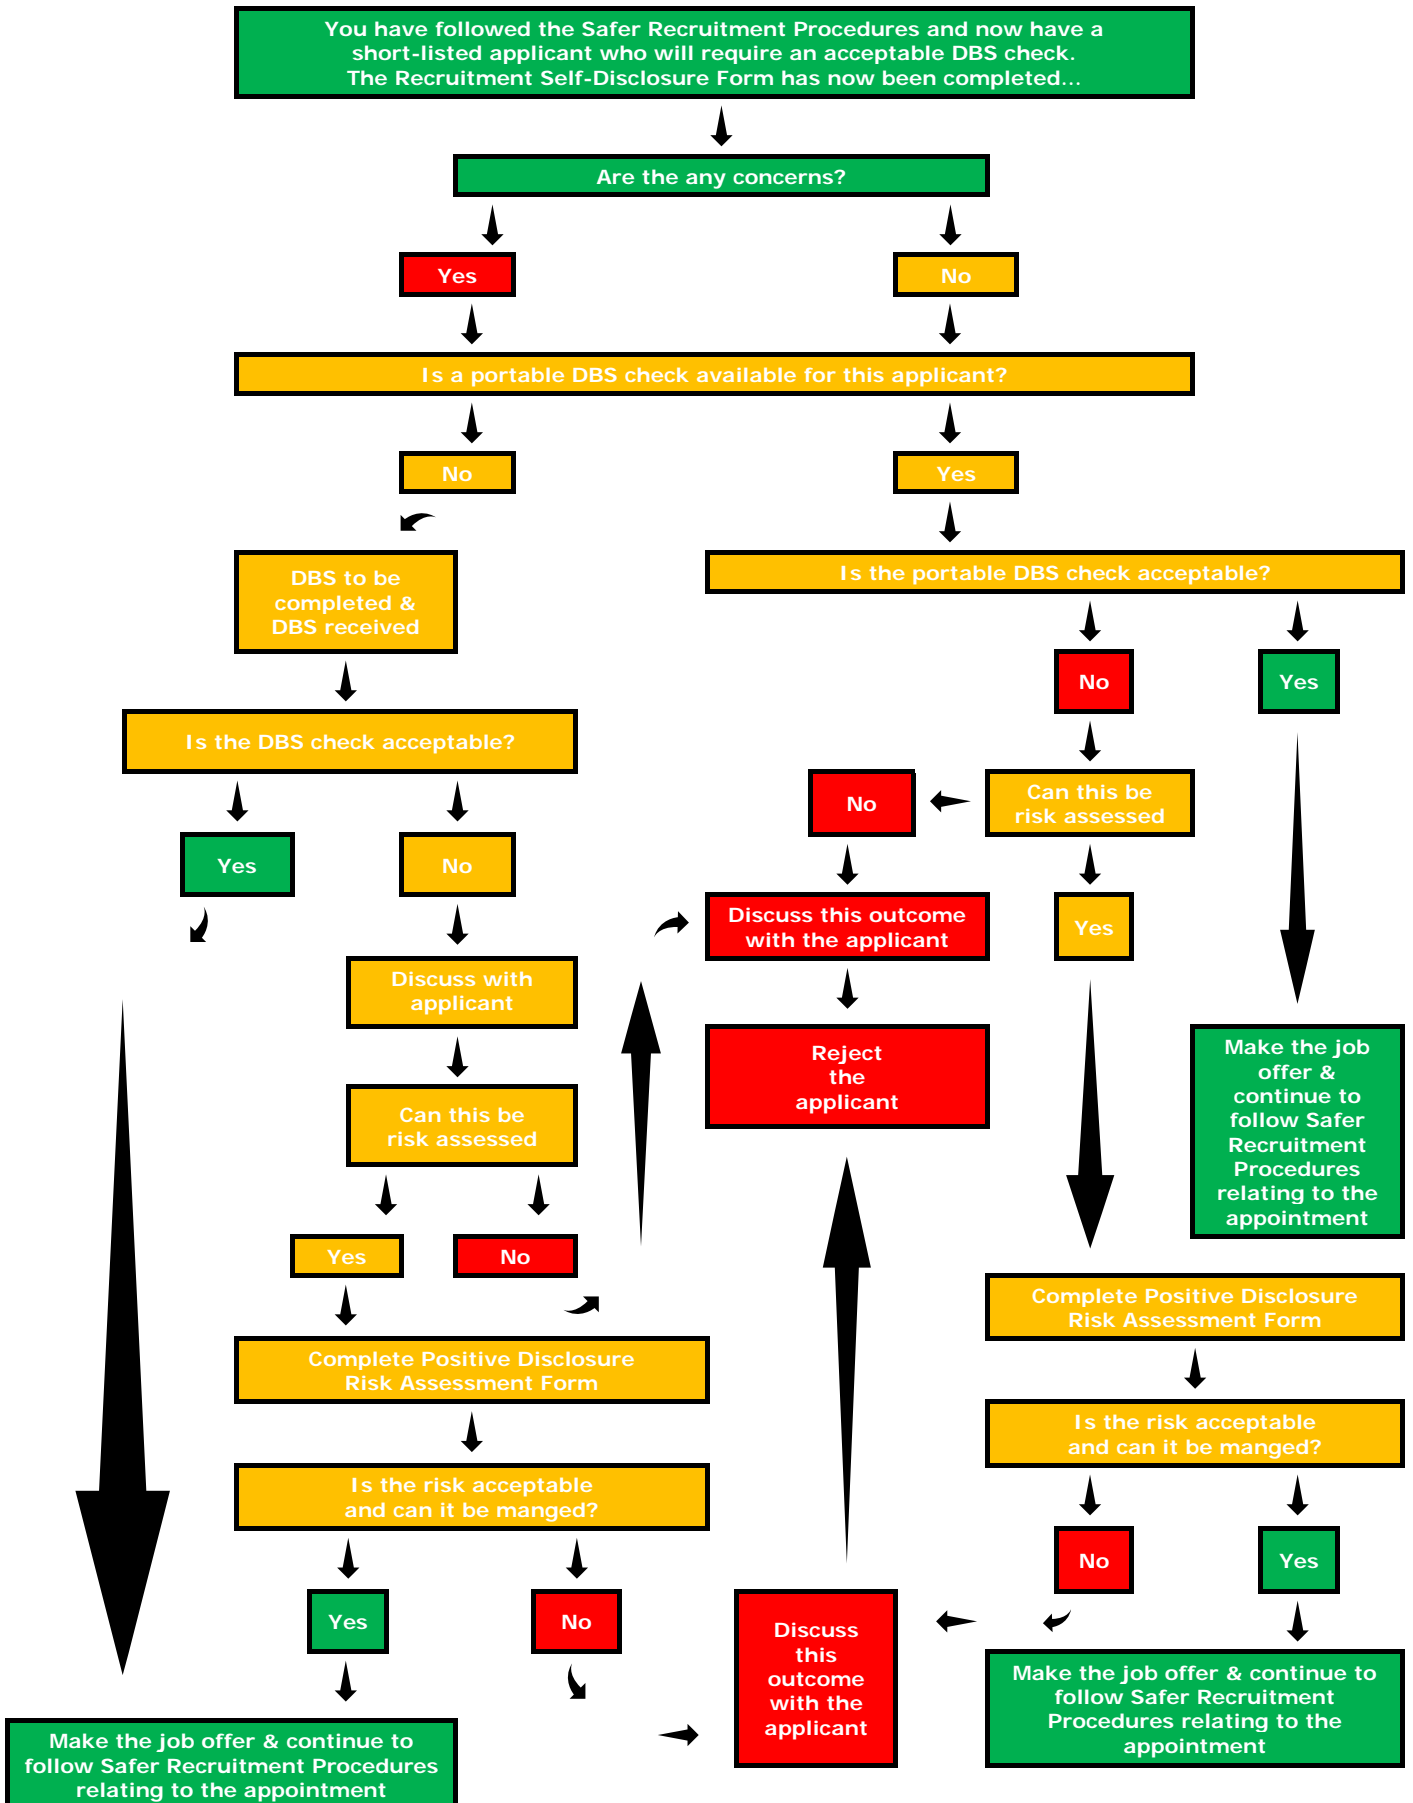 You have followed the Safer Recruitment Procedures and now have a
short-listed applicant who will require an acceptable DBS check.
The Recruitment Self-Disclosure Form has now been completed...
Are the any concerns?
Yes
No
Is a portable DBS check available for this applicant?
No
Yes
DBS to be
completed &
DBS received
Is the portable DBS check acceptable?
No
Yes
Is the DBS check acceptable?
Yes
No
Can this be
risk assessed
No
Yes
Discuss this outcome
with the applicant
Reject
the
applicant
Discuss with
applicant
Can this be
risk assessed
Yes
No
Make the job
offer &
continue to
follow Safer
Recruitment
Procedures
relating to the
appointment
Complete Positive Disclosure
Risk Assessment Form
Is the risk acceptable
and can it be manged?
Yes
No
Complete Positive Disclosure
Risk Assessment Form
Is the risk acceptable
and can it be manged?
No
Yes
Discuss
this
outcome
with the
applicant
Make the job offer & continue to
follow Safer Recruitment
Procedures relating to the
appointment
Make the job offer & continue to
follow Safer Recruitment Procedures
relating to the appointment